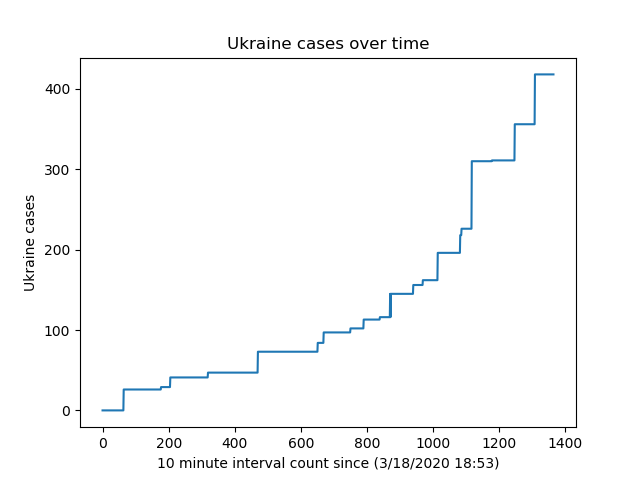 Ukraine cases over time
Ukraine cases
400
300
200
100
0
0 200 400 600 800 1000 1200 1400
10 minute interval count since (3/18/2020 18:53)